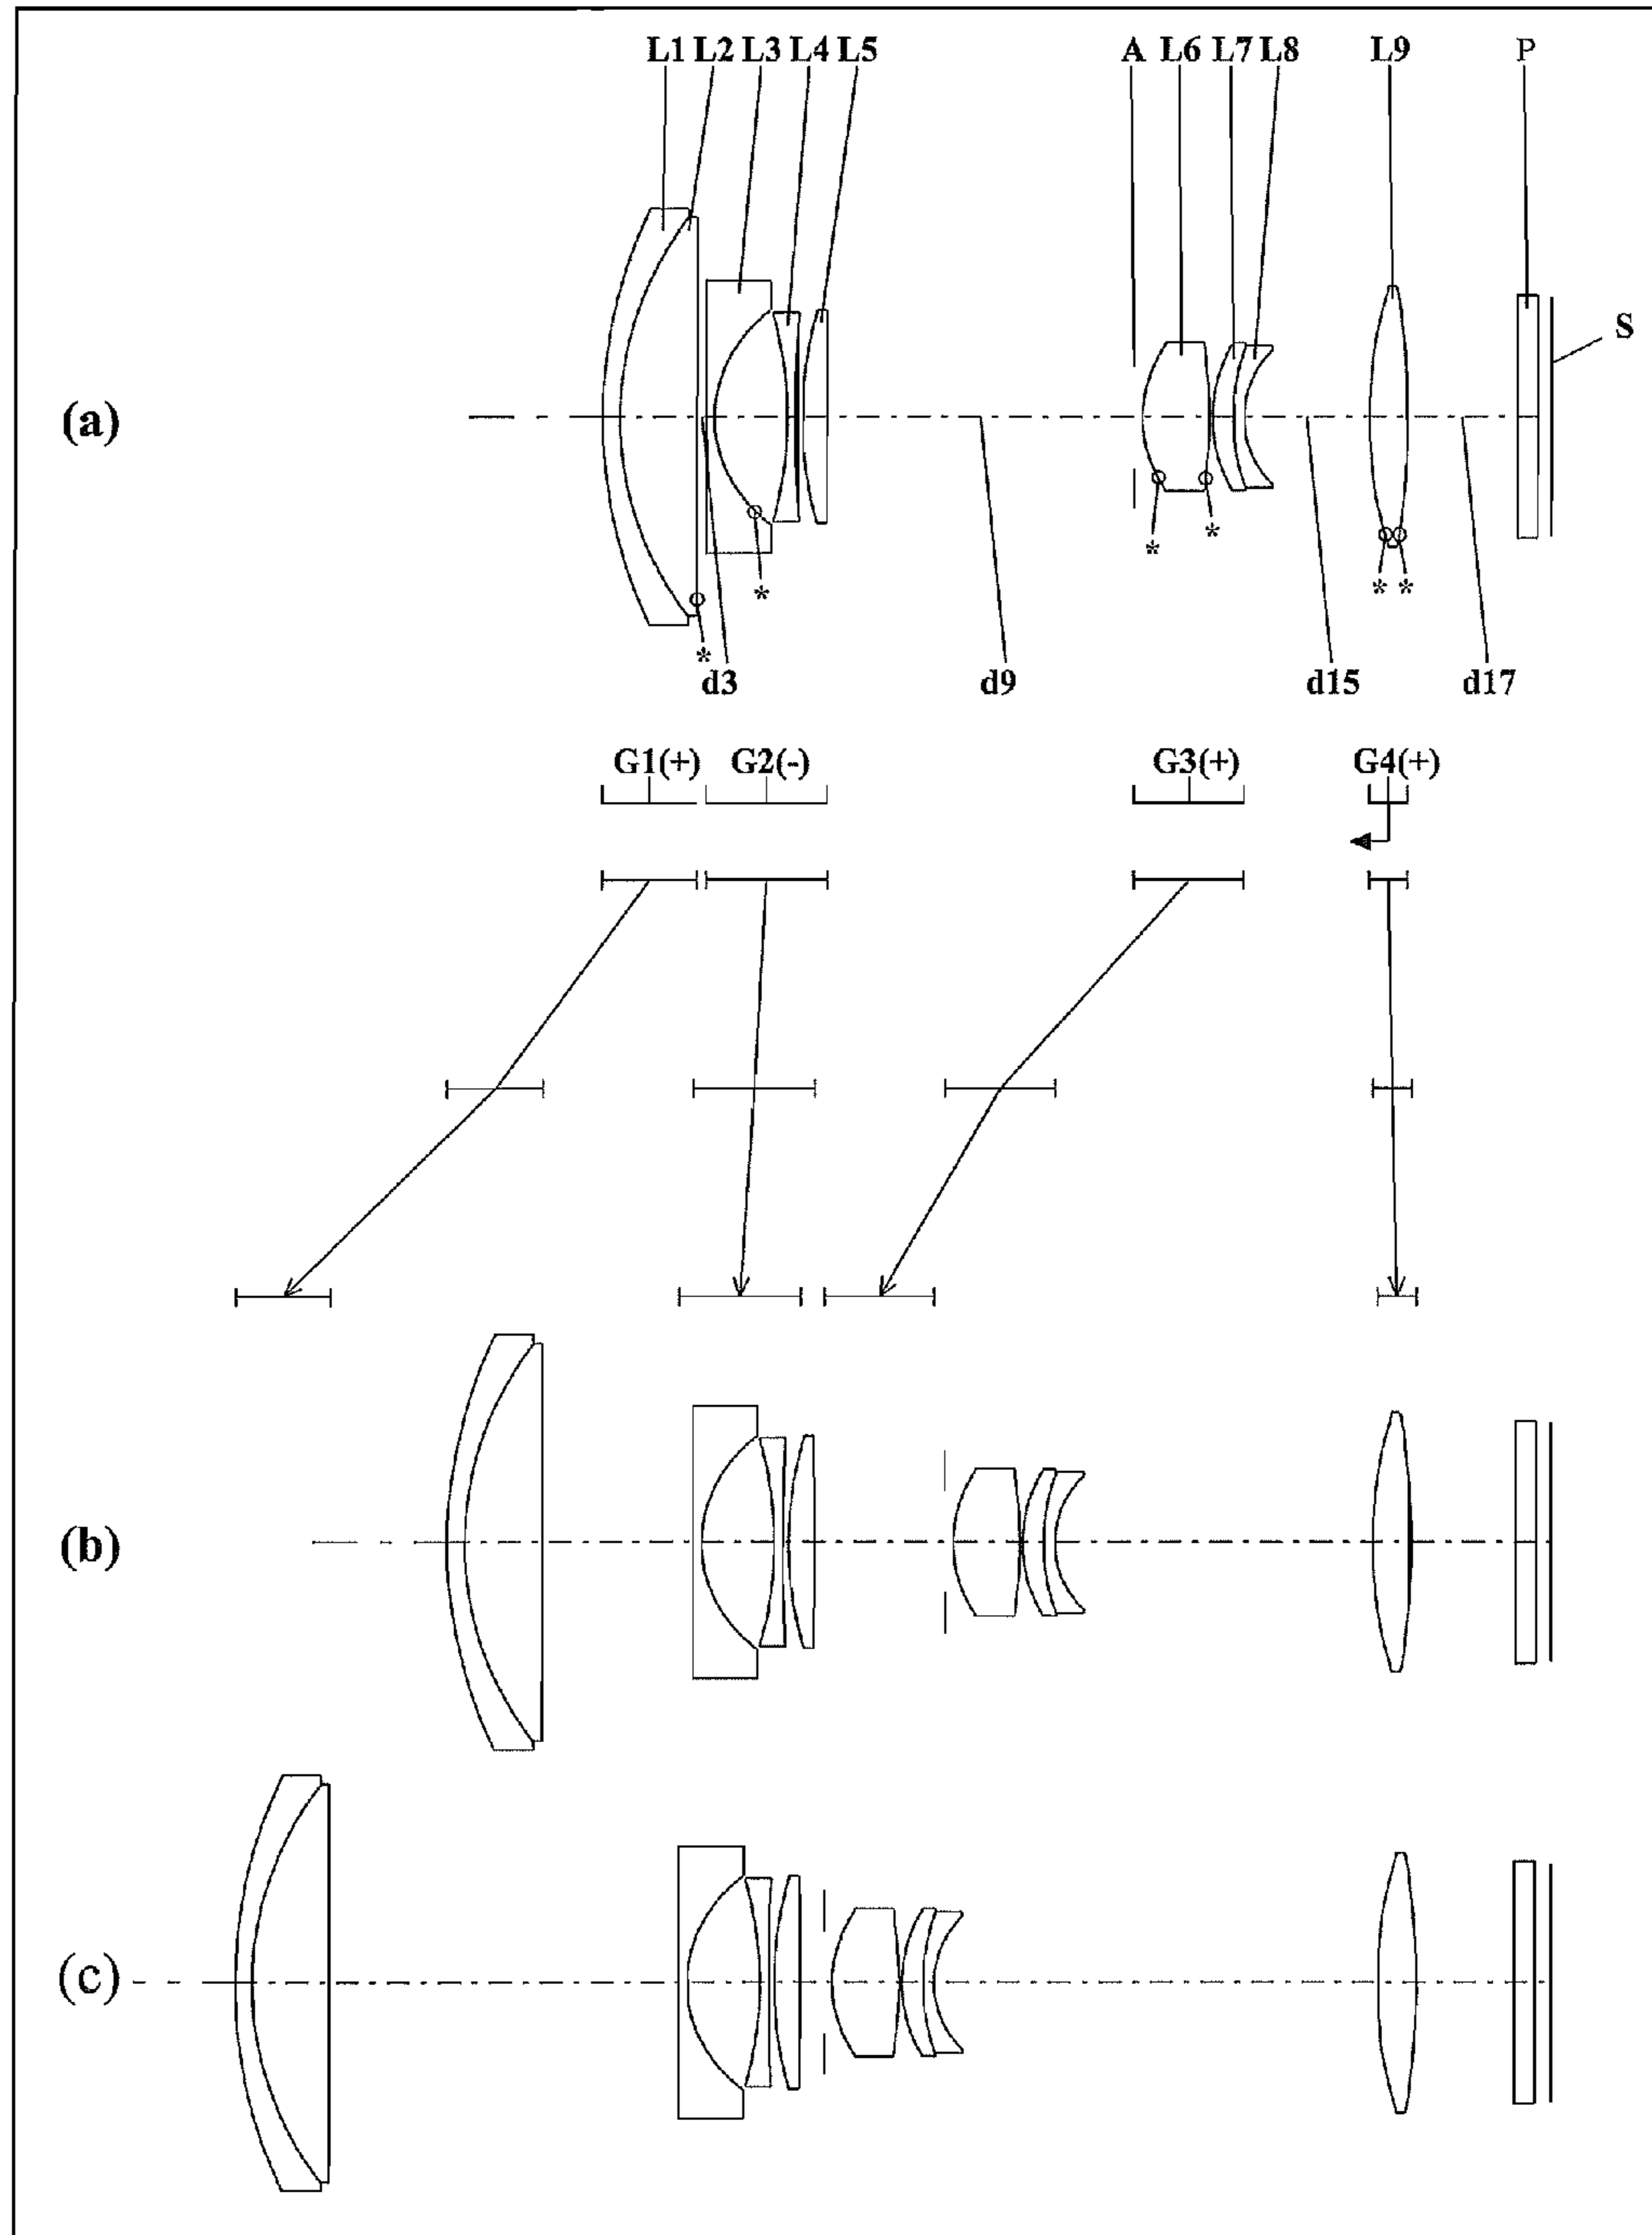 L1 L2 L3 L4 L5 A L6 L7 L8 L9 P
S
(a)
* * * * * *
d3 d9 d15 d17
G1(+) G2(-) G3(+) G4(+)
(b)
(c)